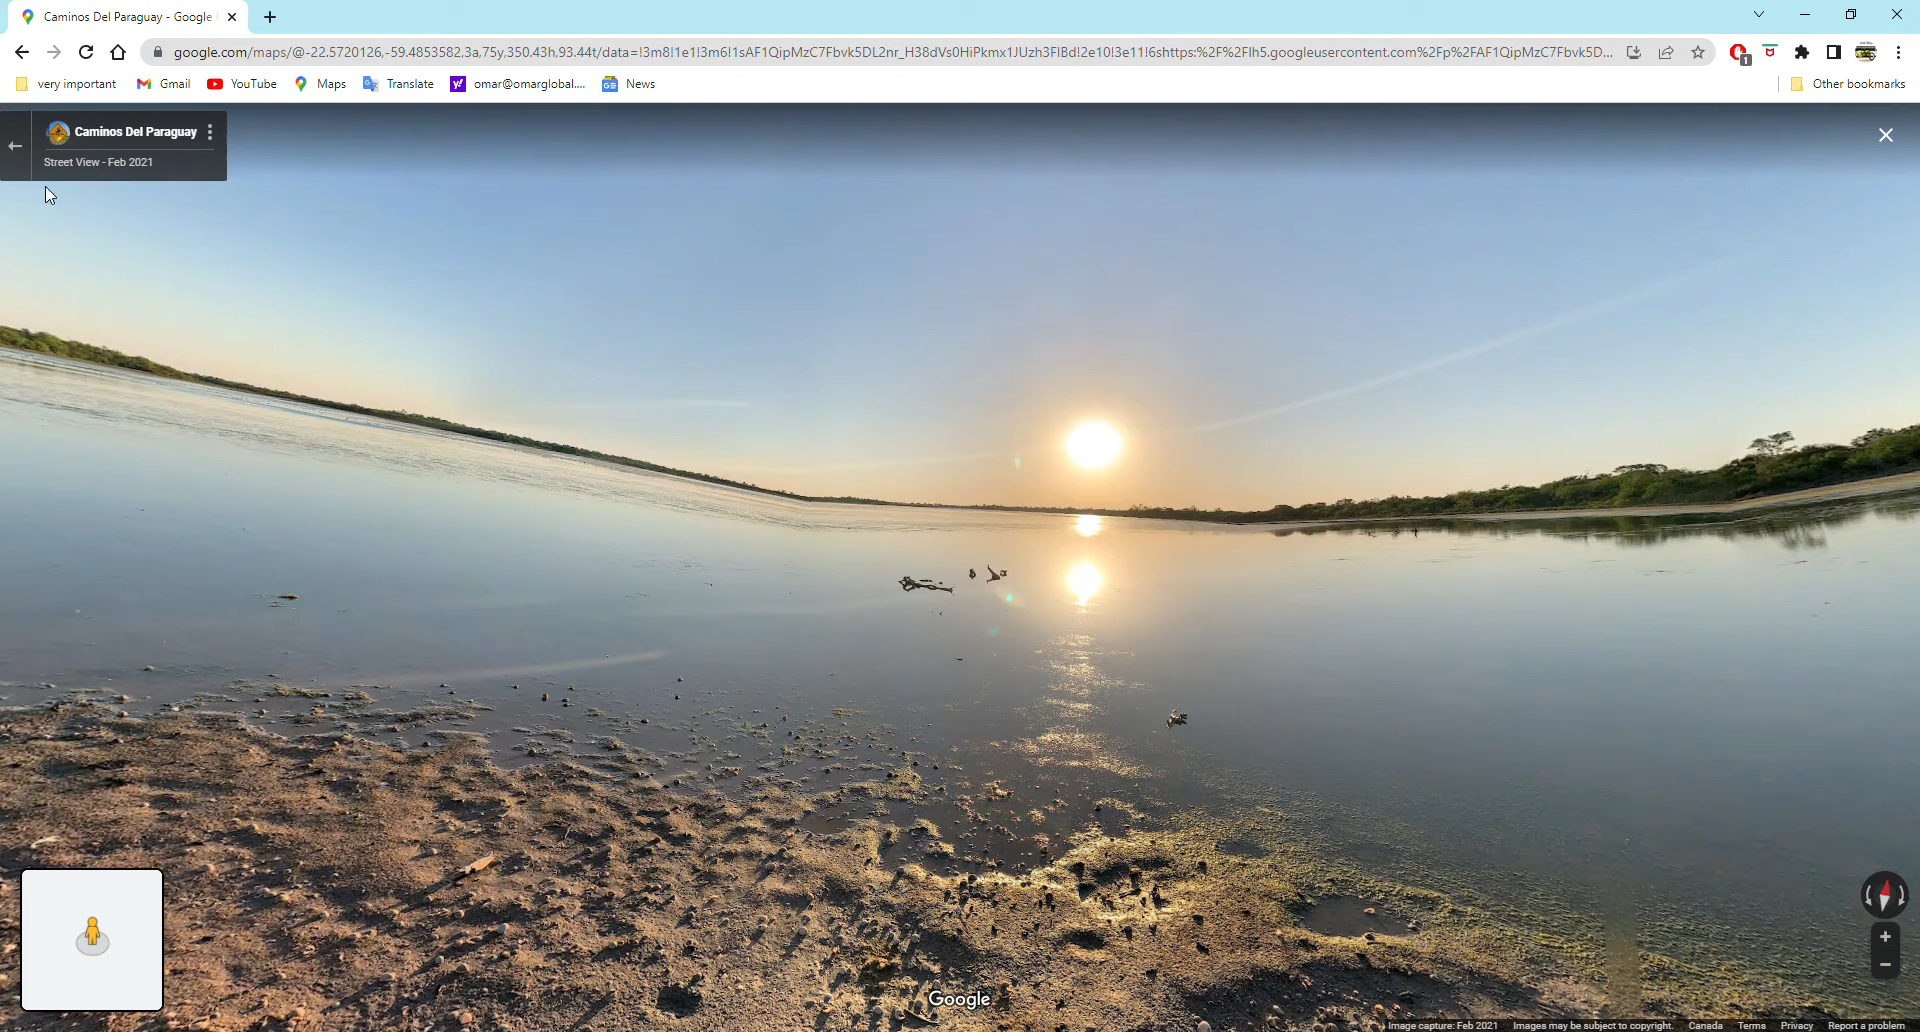 Caminos Del Paraguay - Google
google.com/maps/@-22.5720126,-59.4853582,3a,75y,350.43h,93.44t/data=!3m8!1e1!3m6!1sAF1QipMzC7Fbvk5DL2nr_H38dVs0HiPkmx1JUzh3FlBd!2e10!3e11!6shttps:%2F%2Flh5.googleusercontent.com%2Fp%2FAF1QipMzC7Fbvk5D...
1
very important
Gmail
YouTube
Maps
Translate
omar@omarglobal....
News
Other bookmarks
Caminos Del Paraguay
Street View - Feb 2021
Google
Image capture: Feb 2021 Images may be subject to copyright. Canada Terms Privacy Report a problem